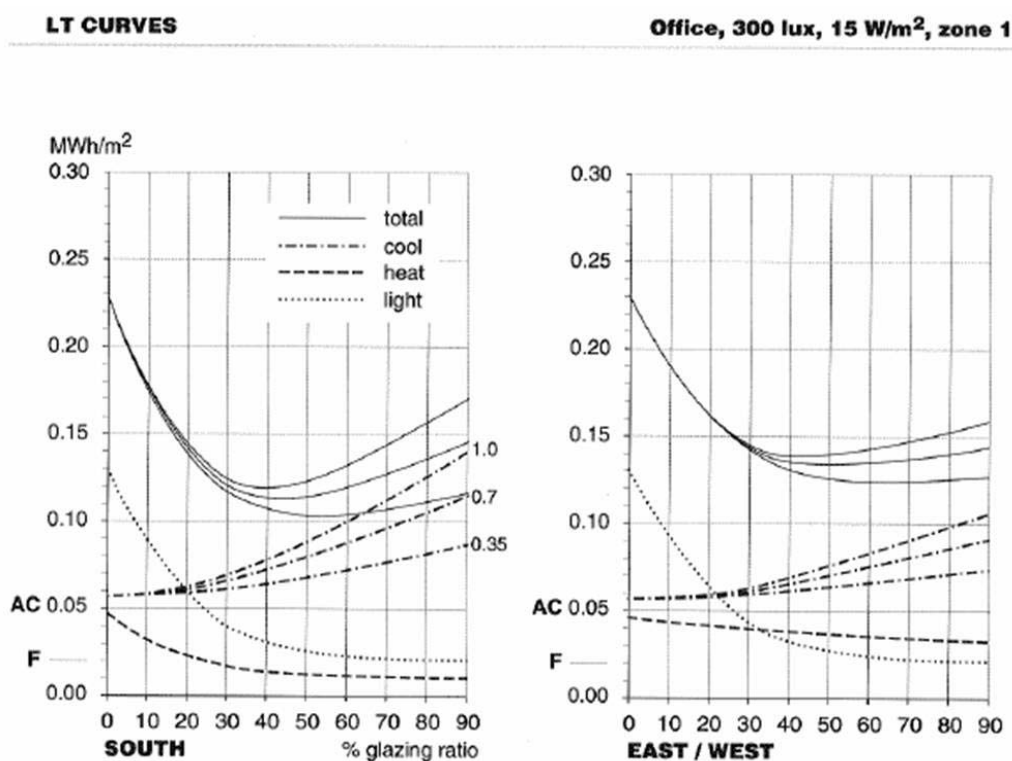 LT CURVES
Office, 300 lux, 15 W/m², zone 1
MWh/m²
0.30
0.25
0.20
0.15
0.10
AC 0.05
F
0.00
total
cool
heat
light
1.0
0.7
0.35
0 10 20 30 40 50 60 70 80 90
SOUTH % glazing ratio
0.30
0.25
0.20
0.15
0.10
AC 0.05
F
0.00
0 10 20 30 40 50 60 70 80 90
EAST / WEST